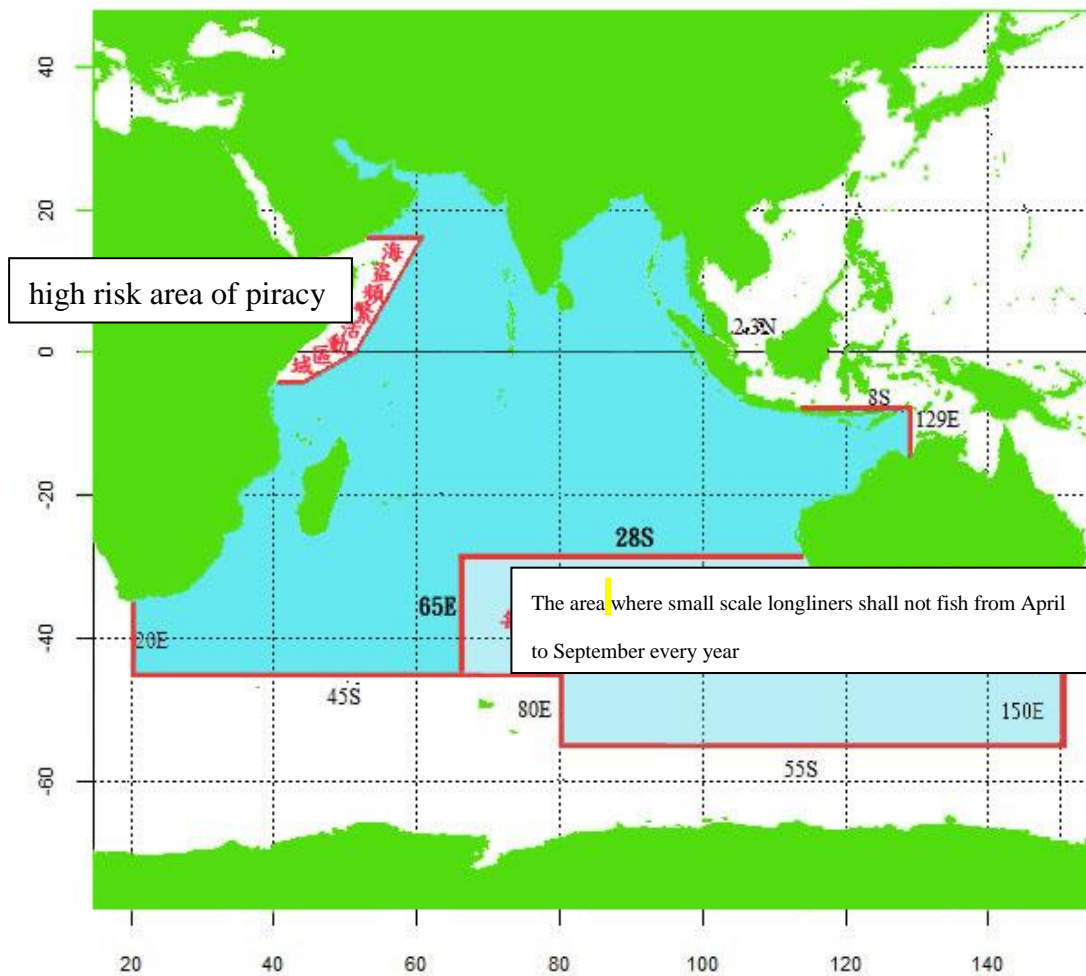 40
20
high risk area of piracy
海盜頻繁活動區域
2.3N
0
8S
129E
-20
28S
65E
The area where small scale longliners shall not fish from April
to September every year
-40
20E
45S
80E
150E
55S
-60
20 40 60 80 100 120 140